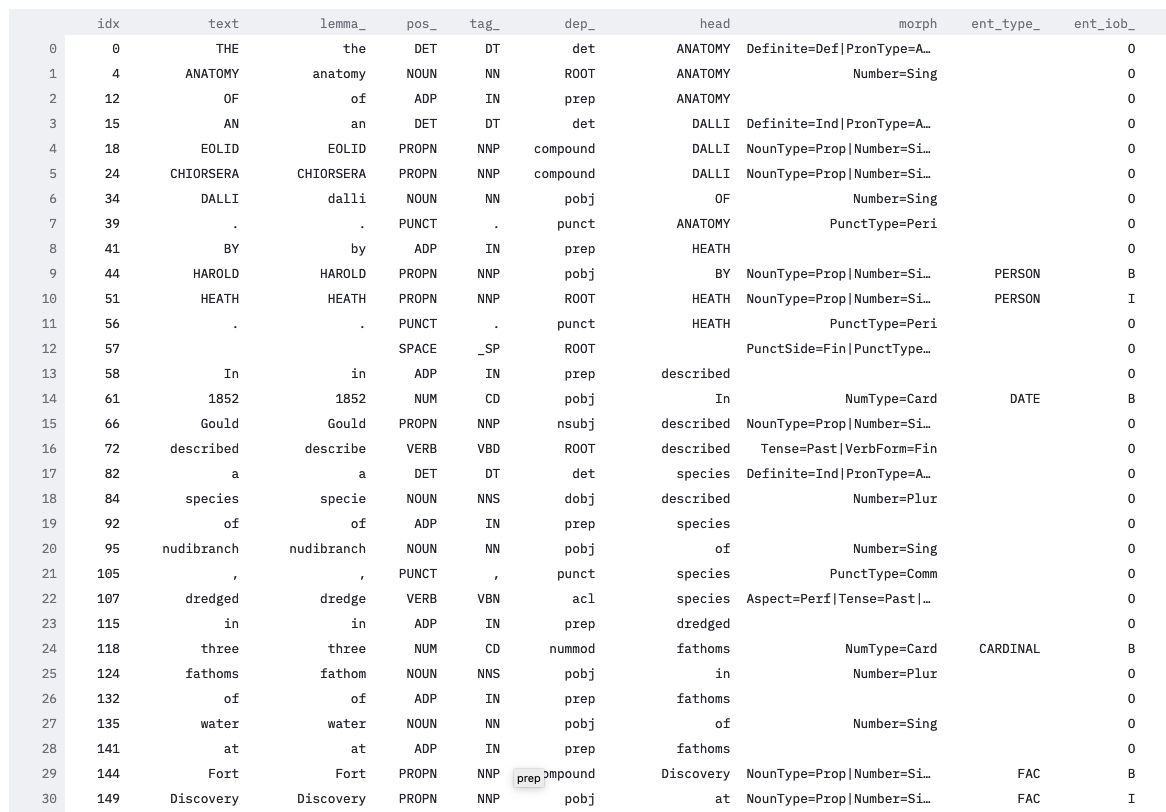 idx text lemma_ pos_ tag_ dep_ head morph ent_type_ ent_iob_
0 0 THE the DET DT det ANATOMY Definite=Def|PronType=A… O
1 4 ANATOMY anatomy NOUN NN ROOT ANATOMY Number=Sing O
2 12 OF of ADP IN prep ANATOMY O
3 15 AN an DET DT det DALLI Definite=Ind|PronType=A… O
4 18 EOLID EOLID PROPN NNP compound DALLI NounType=Prop|Number=Si… O
5 24 CHIORSERA CHIORSERA PROPN NNP compound DALLI NounType=Prop|Number=Si… O
6 34 DALLI dalli NOUN NN pobj OF Number=Sing O
7 39 . . PUNCT . punct ANATOMY PunctType=Peri O
8 41 BY by ADP IN prep HEATH O
9 44 HAROLD HAROLD PROPN NNP pobj BY NounType=Prop|Number=Si… PERSON B
10 51 HEATH HEATH PROPN NNP ROOT HEATH NounType=Prop|Number=Si… PERSON I
11 56 . . PUNCT . punct HEATH PunctType=Peri O
12 57 SPACE _SP ROOT PunctSide=Fin|PunctType… O
13 58 In in ADP IN prep described O
14 61 1852 1852 NUM CD pobj In NumType=Card DATE B
15 66 Gould Gould PROPN NNP nsubj described NounType=Prop|Number=Si… O
16 72 described describe VERB VBD ROOT described Tense=Past|VerbForm=Fin O
17 82 a a DET DT det species Definite=Ind|PronType=A… O
18 84 species specie NOUN NNS dobj described Number=Plur O
19 92 of of ADP IN prep species O
20 95 nudibranch nudibranch NOUN NN pobj of Number=Sing O
21 105 , , PUNCT , punct species PunctType=Comm O
22 107 dredged dredge VERB VBN acl species Aspect=Perf|Tense=Past|… O
23 115 in in ADP IN prep dredged O
24 118 three three NUM CD nummod fathoms NumType=Card CARDINAL B
25 124 fathoms fathom NOUN NNS pobj in Number=Plur O
26 132 of of ADP IN prep fathoms O
27 135 water water NOUN NN pobj of Number=Sing O
28 141 at at ADP IN prep fathoms O
29 144 Fort Fort PROPN NNP prep ompound Discovery NounType=Prop|Number=Si… FAC B
30 149 Discovery Discovery PROPN NNP pobj at NounType=Prop|Number=Si… FAC I